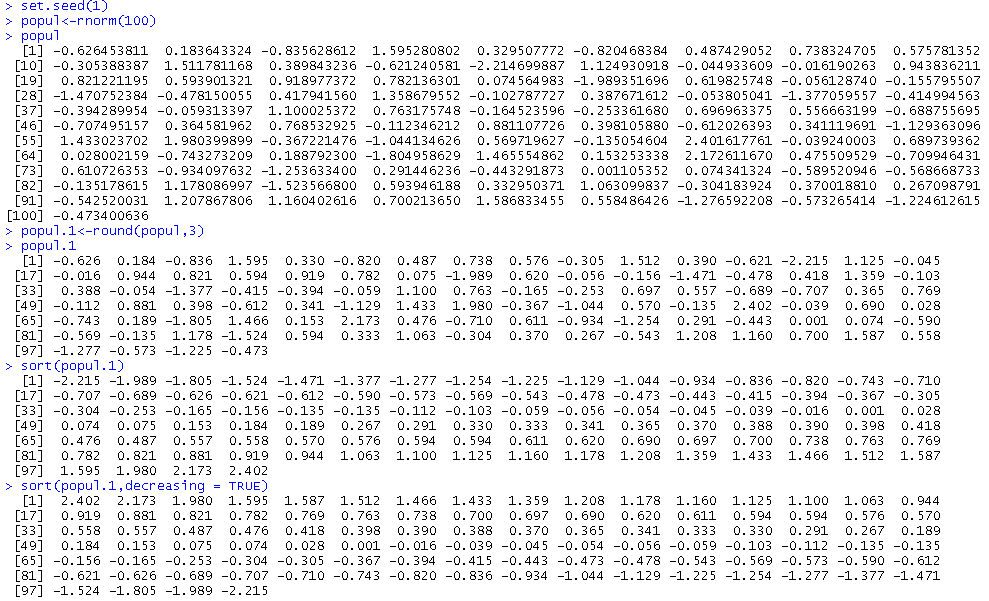 > set.seed(1)
> popul<-rnorm(100)
> popul
[1] -0.626453811 0.183643324 -0.835628612 1.595280802 0.329507772 -0.820468384 0.487429052 0.738324705 0.575781352
[10] -0.305388387 1.511781168 0.389843236 -0.621240581 -2.214699887 1.124930918 -0.044933609 -0.016190263 0.943836211
[19] 0.821221195 0.593901321 0.918977372 0.782136301 0.074564983 -1.989351696 0.619825748 -0.056128740 -0.155795507
[28] -1.470752384 -0.478150055 0.417941560 1.358679552 -0.102787727 0.387671612 -0.053805041 -1.377059557 -0.414994563
[37] -0.394289954 -0.059313397 1.100025372 0.763175748 -0.164523596 -0.253361680 0.696963375 0.556663199 -0.688755695
[46] -0.707495157 0.364581962 0.768532925 -0.112346212 0.881107726 0.398105880 -0.612026393 0.341119691 -1.129363096
[55] 1.433023702 1.980399899 -0.367221476 -1.044134626 0.569719627 -0.135054604 2.401617761 -0.039240003 0.689739362
[64] 0.028002159 -0.743273209 0.188792300 -1.804958629 1.465554862 0.153253338 2.172611670 0.475509529 -0.709946431
[73] 0.610726353 -0.934097632 -1.253633400 0.291446236 -0.443291873 0.001105352 0.074341324 -0.589520946 -0.568668733
[82] -0.135178615 1.178086997 -1.523566800 0.593946188 0.332950371 1.063099837 -0.304183924 0.370018810 0.267098791
[91] -0.542520031 1.207867806 1.160402616 0.700213650 1.586833455 0.558486426 -1.276592208 -0.573265414 -1.224612615
[100] -0.473400636
> popul.1<-round(popul,3)
> popul.1
[1] -0.626 0.184 -0.836 1.595 0.330 -0.820 0.487 0.738 0.576 -0.305 1.512 0.390 -0.621 -2.215 1.125 -0.045
[17] -0.016 0.944 0.821 0.594 0.919 0.782 0.075 -1.989 0.620 -0.056 -0.156 -1.471 -0.478 0.418 1.359 -0.103
[33] 0.388 -0.054 -1.377 -0.415 -0.394 -0.059 1.100 0.763 -0.165 -0.253 0.697 0.557 -0.689 -0.707 0.365 0.769
[49] -0.112 0.881 0.398 -0.612 0.341 -1.129 1.433 1.980 -0.367 -1.044 0.570 -0.135 2.402 -0.039 0.690 0.028
[65] -0.743 0.189 -1.805 1.466 0.153 2.173 0.476 -0.710 0.611 -0.934 -1.254 0.291 -0.443 0.001 0.074 -0.590
[81] -0.569 -0.135 1.178 -1.524 0.594 0.333 1.063 -0.304 0.370 0.267 -0.543 1.208 1.160 0.700 1.587 0.558
[97] -1.277 -0.573 -1.225 -0.473
> sort(popul.1)
[1] -2.215 -1.989 -1.805 -1.524 -1.471 -1.377 -1.277 -1.254 -1.225 -1.129 -1.044 -0.934 -0.836 -0.820 -0.743 -0.710
[17] -0.707 -0.689 -0.626 -0.621 -0.612 -0.590 -0.573 -0.569 -0.543 -0.478 -0.473 -0.443 -0.415 -0.394 -0.367 -0.305
[33] -0.304 -0.253 -0.165 -0.156 -0.135 -0.135 -0.112 -0.103 -0.059 -0.056 -0.054 -0.045 -0.039 -0.016 0.001 0.028
[49] 0.074 0.075 0.153 0.184 0.189 0.267 0.291 0.330 0.333 0.341 0.365 0.370 0.388 0.390 0.398 0.418
[65] 0.476 0.487 0.557 0.558 0.570 0.576 0.594 0.594 0.611 0.620 0.690 0.697 0.700 0.738 0.763 0.769
[81] 0.782 0.821 0.881 0.919 0.944 1.063 1.100 1.125 1.160 1.178 1.208 1.359 1.433 1.466 1.512 1.587
[97] 1.595 1.980 2.173 2.402
> sort(popul.1,decreasing = TRUE)
[1] 2.402 2.173 1.980 1.595 1.587 1.512 1.466 1.433 1.359 1.208 1.178 1.160 1.125 1.100 1.063 0.944
[17] 0.919 0.881 0.821 0.782 0.769 0.763 0.738 0.700 0.697 0.690 0.620 0.611 0.594 0.594 0.576 0.570
[33] 0.558 0.557 0.487 0.476 0.418 0.398 0.390 0.388 0.370 0.365 0.341 0.333 0.330 0.291 0.267 0.189
[49] 0.184 0.153 0.075 0.074 0.028 0.001 -0.016 -0.039 -0.045 -0.054 -0.056 -0.059 -0.103 -0.112 -0.135 -0.135
[65] -0.156 -0.165 -0.253 -0.304 -0.305 -0.367 -0.394 -0.415 -0.443 -0.473 -0.478 -0.543 -0.569 -0.573 -0.590 -0.612
[81] -0.621 -0.626 -0.689 -0.707 -0.710 -0.743 -0.820 -0.836 -0.934 -1.044 -1.129 -1.225 -1.254 -1.277 -1.377 -1.471
[97] -1.524 -1.805 -1.989 -2.215